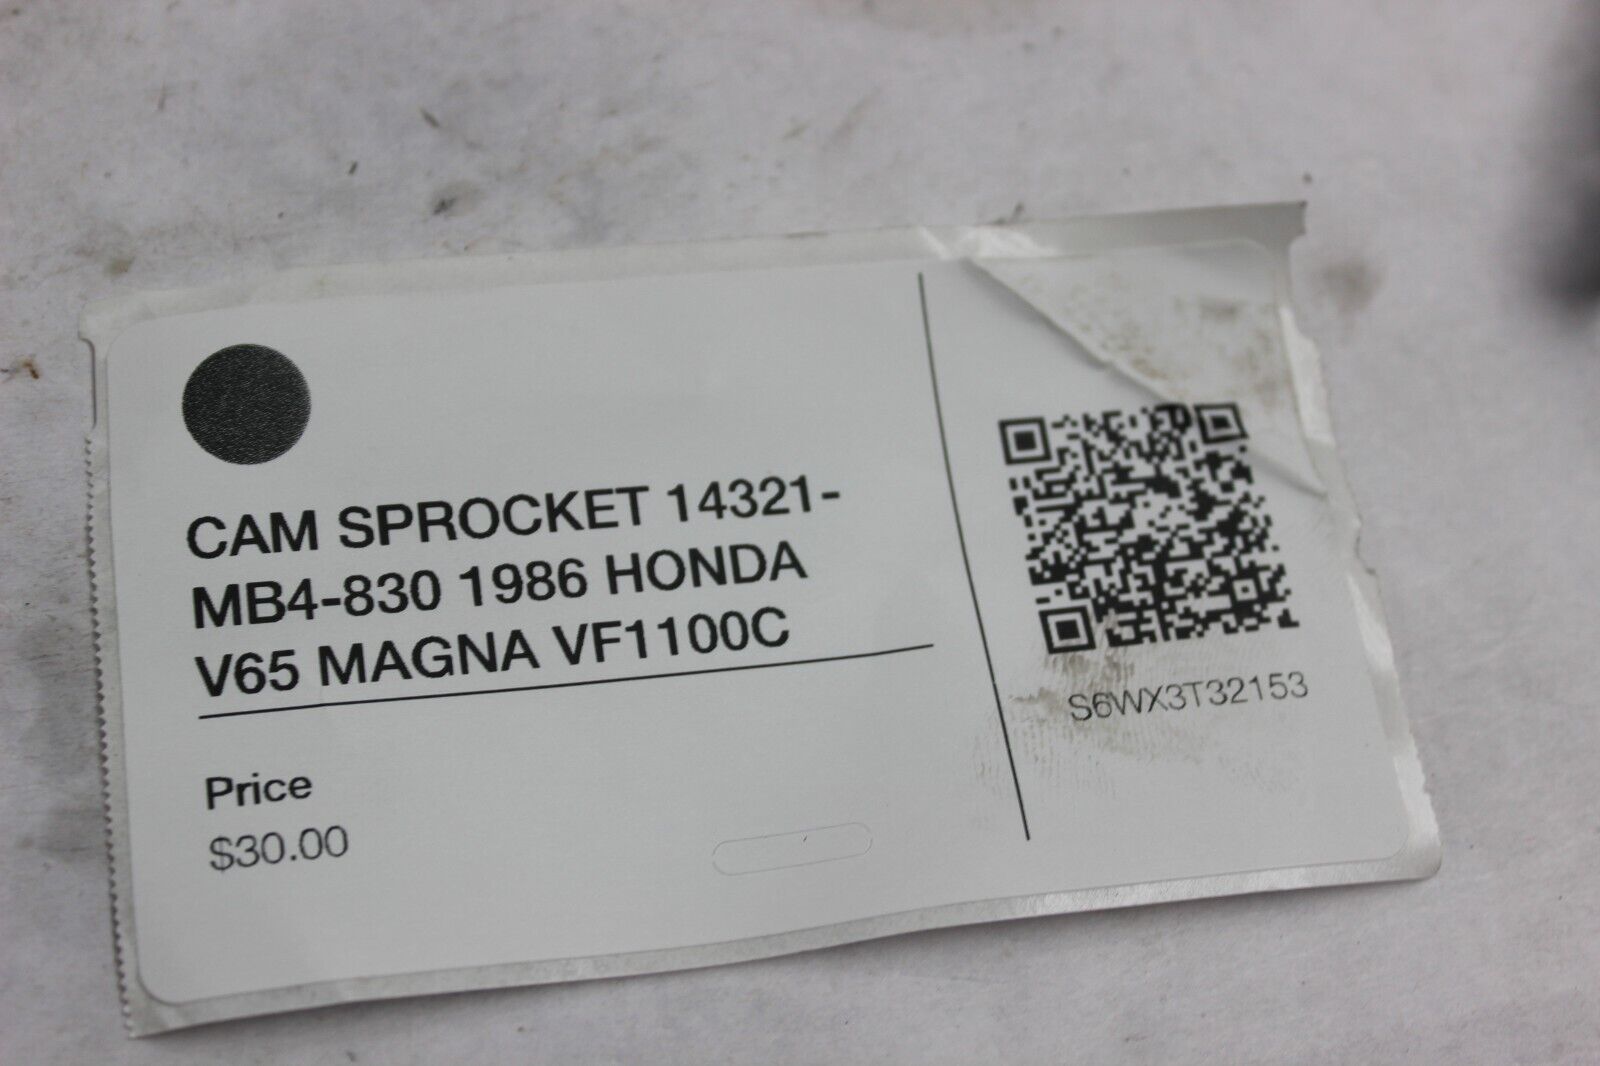 CAM SPROCKET 14321-
MB4-830 1986 HONDA
V65 MAGNA VF1100C
Price
$30.00
S6WX3T32153